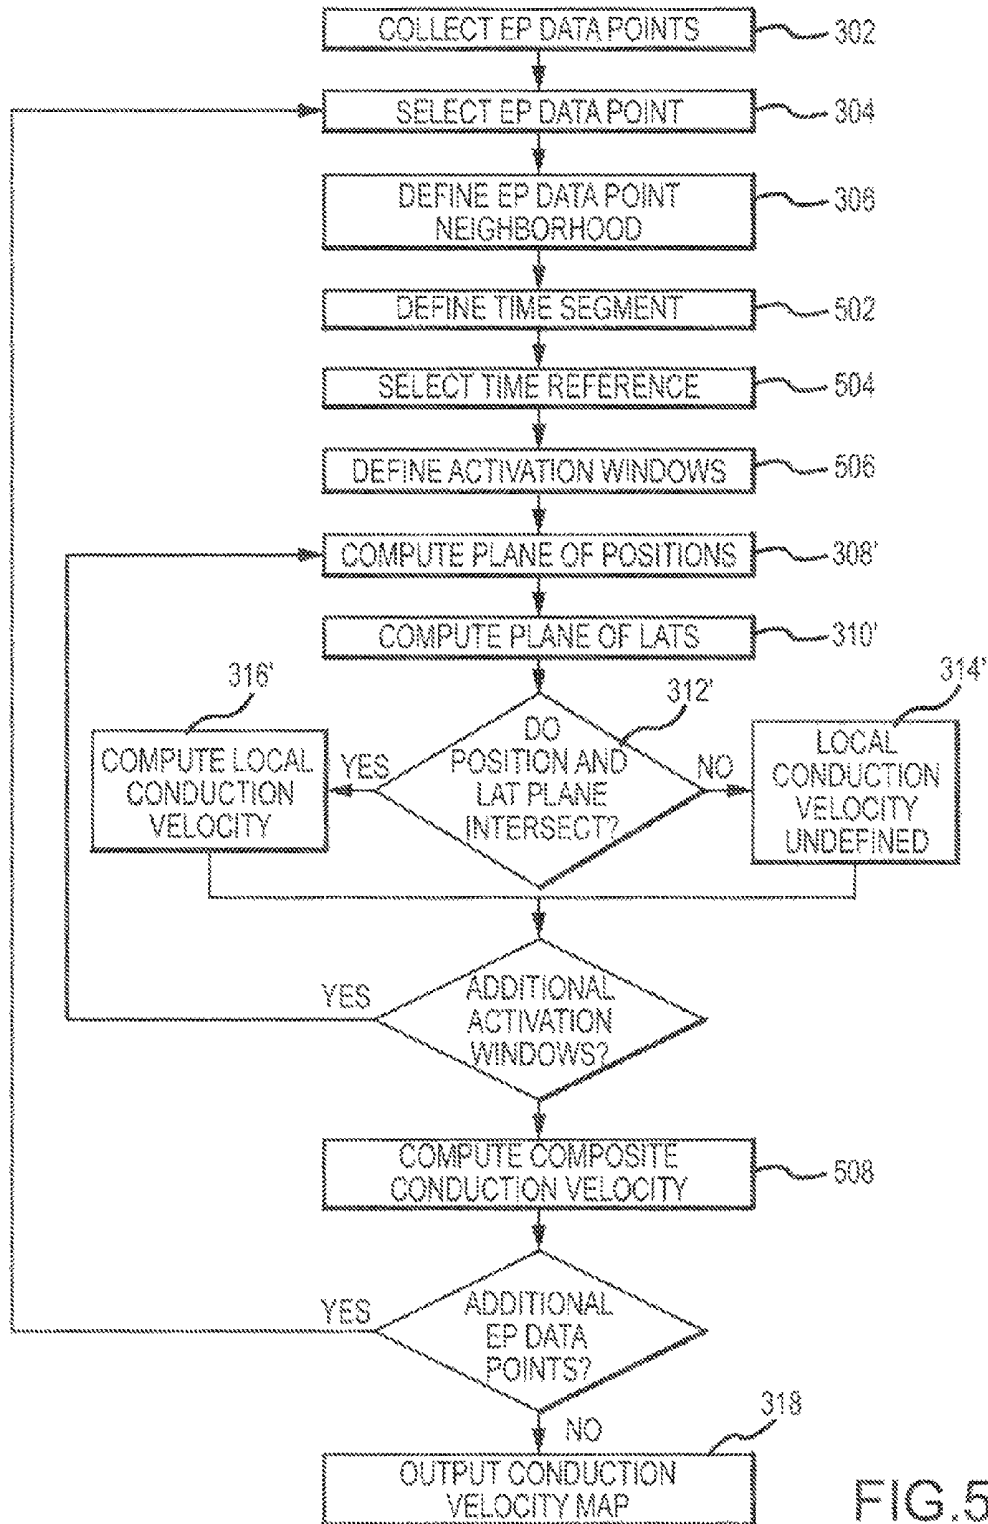 COLLECT EP DATA POINTS
302
SELECT EP DATA POINT
304
DEFINE EP DATA POINT
NEIGHBORHOOD
306
DEFINE TIME SEGMENT
502
SELECT TIME REFERENCE
504
DEFINE ACTIVATION WINDOWS
506
COMPUTE PLANE OF POSITIONS
308'
COMPUTE PLANE OF LATS
310'
316'
312'
314'
COMPUTE LOCAL
CONDUCTION
VELOCITY
YES
DO
POSITION AND
LAT PLANE
INTERSECT?
NO
LOCAL
CONDUCTION
VELOCITY
UNDEFINED
YES
ADDITIONAL
ACTIVATION
WINDOWS?
COMPUTE COMPOSITE
CONDUCTION VELOCITY
508
YES
ADDITIONAL
EP DATA
POINTS?
NO
318
OUTPUT CONDUCTION
VELOCITY MAP
FIG.5